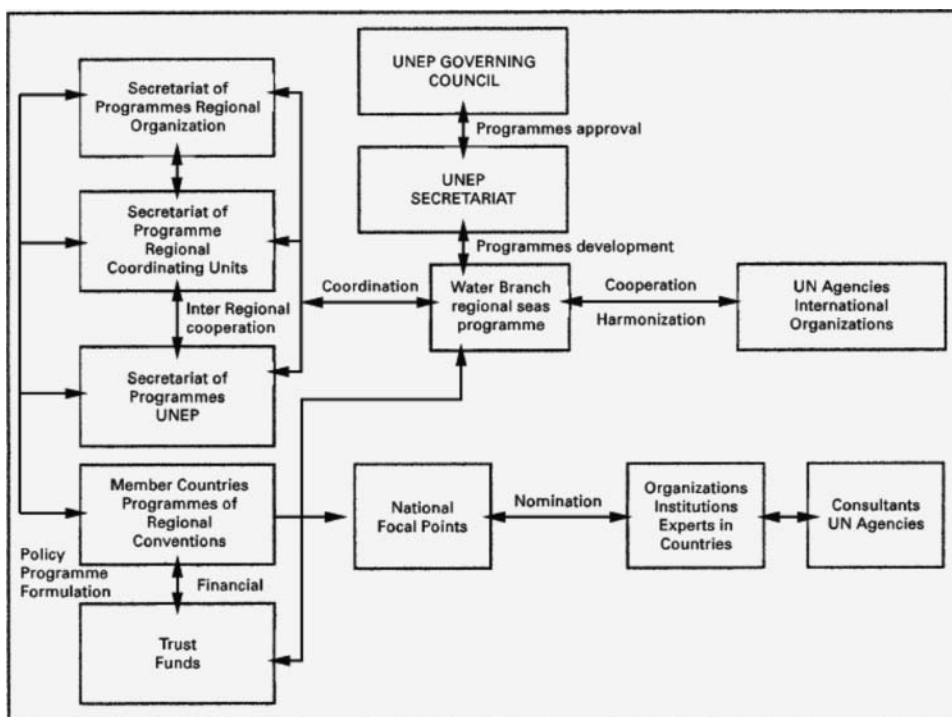 Secretariat of
Programmes Regional
Organization
UNEP GOVERNING
COUNCIL
Programmes approval
UNEP
SECRETARIAT
Secretariat of
Programme
Regional
Coordinating Units
Programmes development
Inter Regional
cooperation
Coordination
Water Branch
regional seas
programme
Cooperation
Harmonization
UN Agencies
International
Organizations
Secretariat of
Programmes
UNEP
Member Countries
Programmes of
Regional
Conventions
National
Focal Points
Nomination
Organizations
Institutions
Experts in
Countries
Consultants
UN Agencies
Policy
Programme
Formulation
Financial
Trust
Funds